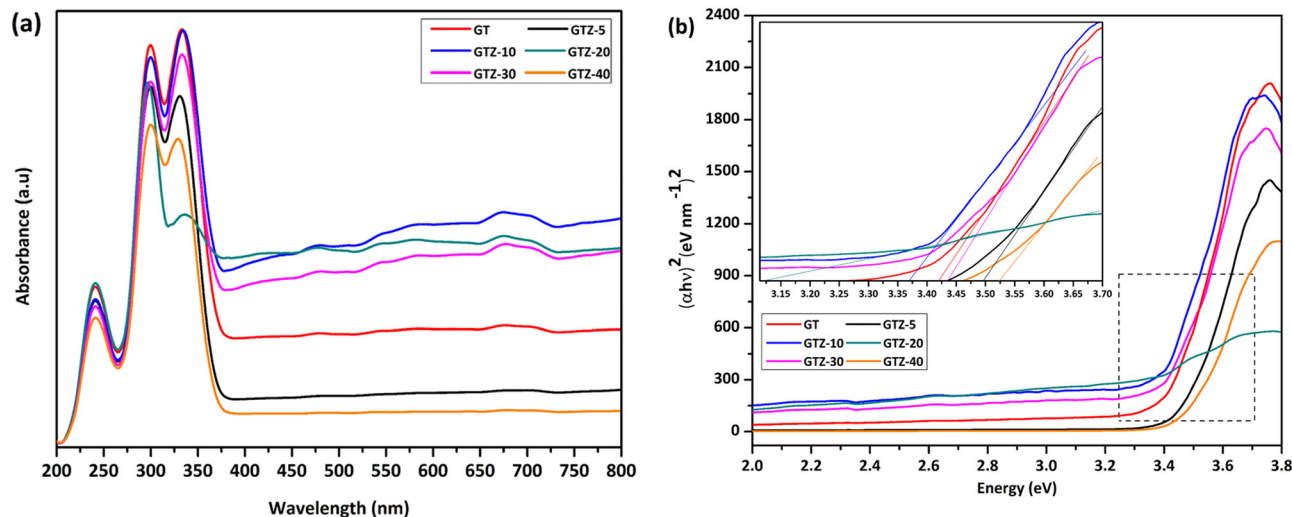 (a)
GT GTZ-5
GTZ-10 GTZ-20
GTZ-30 GTZ-40
Absorbance (a.u)
200 250 300 350 400 450 500 550 600 650 700 750 800
Wavelength (nm)
(b)
2400
2100
1800
1500
1200
900
600
300
0
(αhν)² (eV nm⁻¹)²
3.15 3.20 3.25 3.30 3.35 3.40 3.45 3.50 3.55 3.60 3.65 3.70
GT GTZ-5
GTZ-10 GTZ-20
GTZ-30 GTZ-40
2.0 2.2 2.4 2.6 2.8 3.0 3.2 3.4 3.6 3.8
Energy (eV)